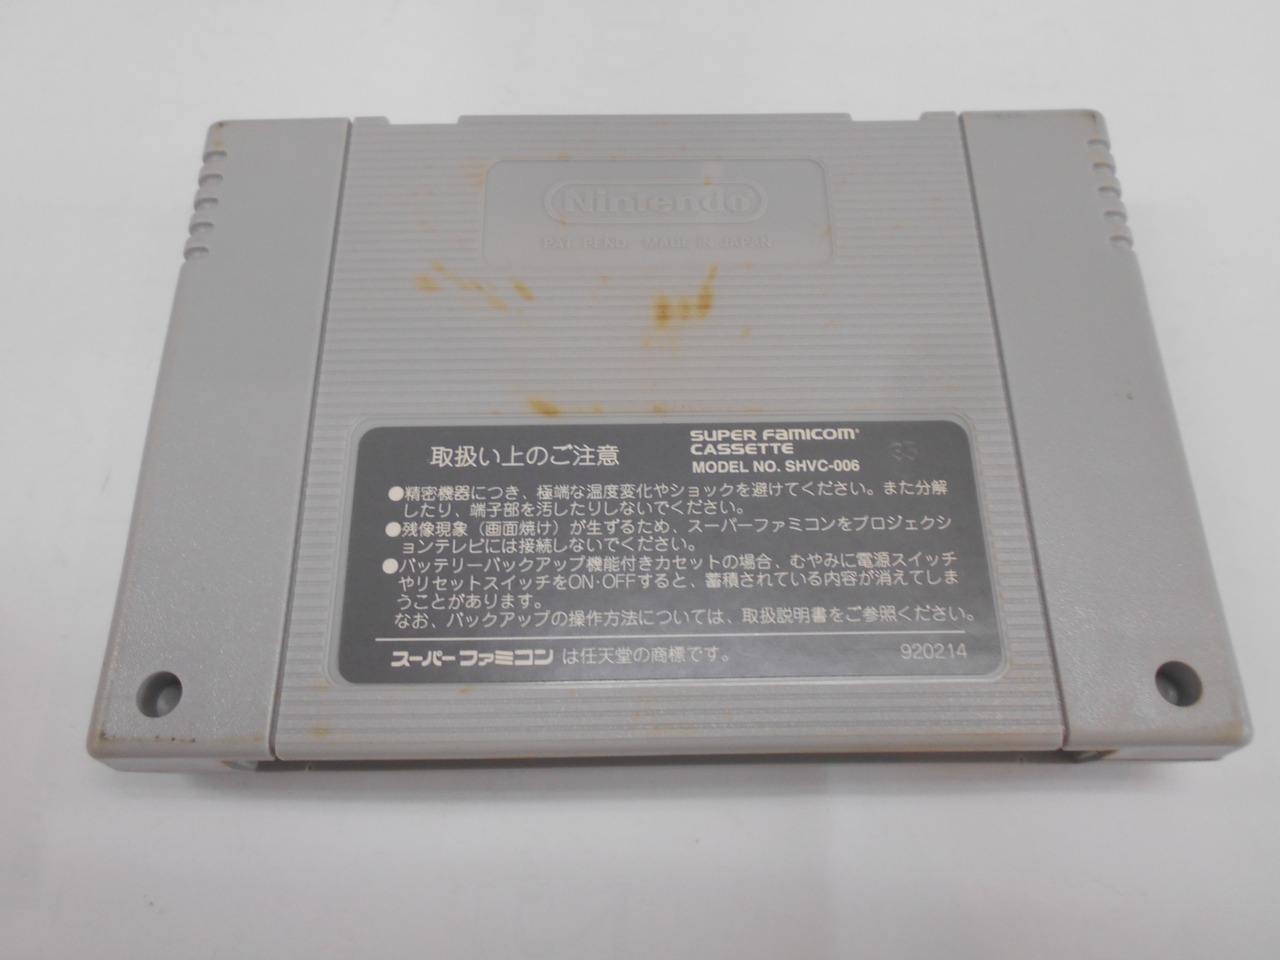 Nintendo
PAT. PEND. MADE IN JAPAN
取扱い上のご注意
SUPER FAMICOM
CASSETTE
MODEL NO. SHVC-006
●精密機器につき、極端な温度変化やショックを避けてください。また分解
したり、端子部を汚したりしないでください。
●残像現象（画面焼け）が生ずるため、スーパーファミコンをプロジェクシ
ョンテレビには接続しないでください。
●バッテリーバックアップ機能付きカセットの場合、むやみに電源スイッチ
やリセットスイッチをON·OFFすると、蓄積されている内容が消えてしま
うことがあります。
なお、バックアップの操作方法については、取扱説明書をご参照ください。
スーパーファミコン は任天堂の商標です。
920214